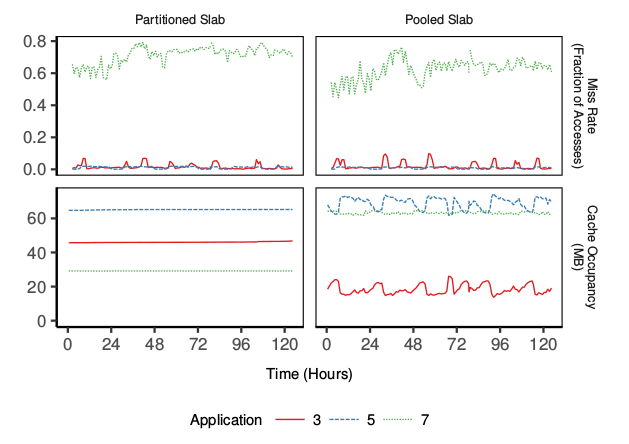 Partitioned Slab Pooled Slab
0.8
0.6
0.4
0.2
0.0
Miss Rate
(Fraction of Accesses)
60
40
20
0
Cache Occupancy
(MB)
0 24 48 72 96 120 0 24 48 72 96 120
Time (Hours)
Application 3 5 7